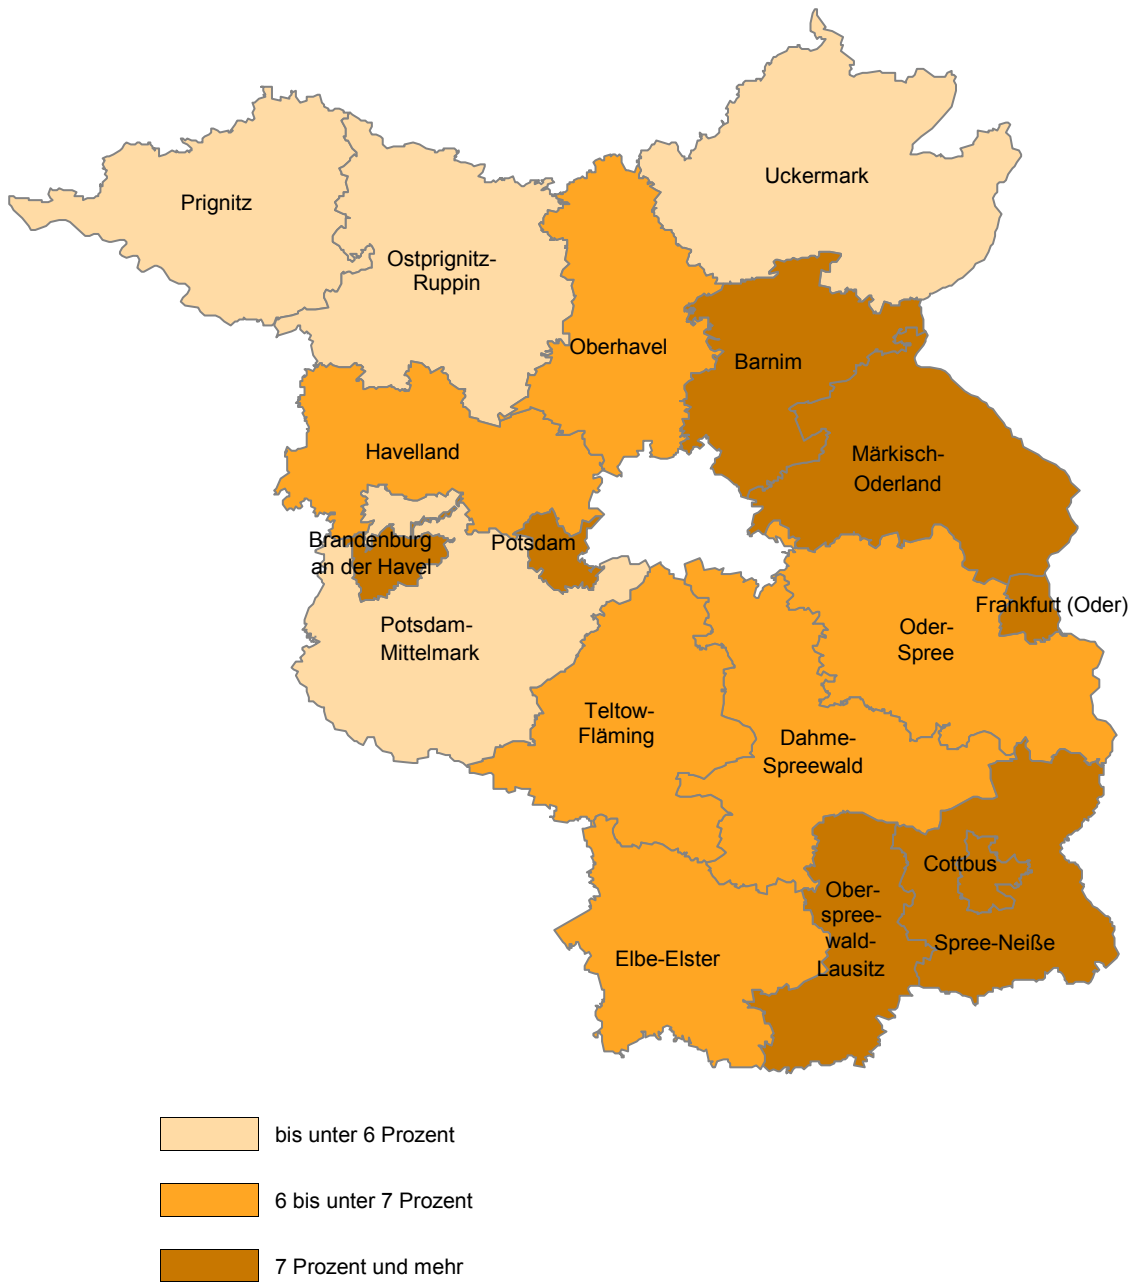 Uckermark
Prignitz
Ostprignitz-
Ruppin
Oberhavel
Barnim
Havelland
Märkisch-
Oderland
Brandenburg
an der Havel
Potsdam
Frankfurt (Oder)
Potsdam-
Mittelmark
Oder-
Spree
Teltow-
Fläming
Dahme-
Spreewald
Cottbus
Ober-
spree-
wald-
Lausitz
Spree-Neiße
Elbe-Elster
bis unter 6 Prozent
6 bis unter 7 Prozent
7 Prozent und mehr